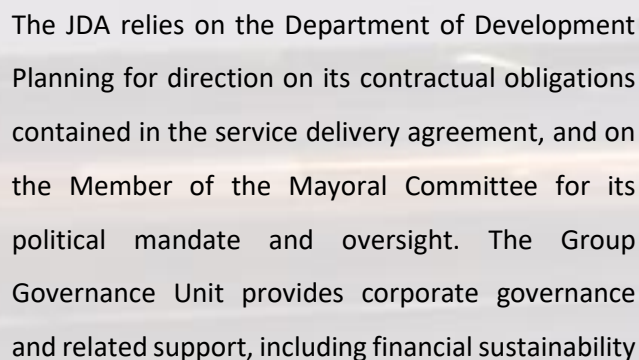 The JDA relies on the Department of Development
Planning for direction on its contractual obligations
contained in the service delivery agreement, and on
the Member of the Mayoral Committee for its
political mandate and oversight. The Group
Governance Unit provides corporate governance
and related support, including financial sustainability